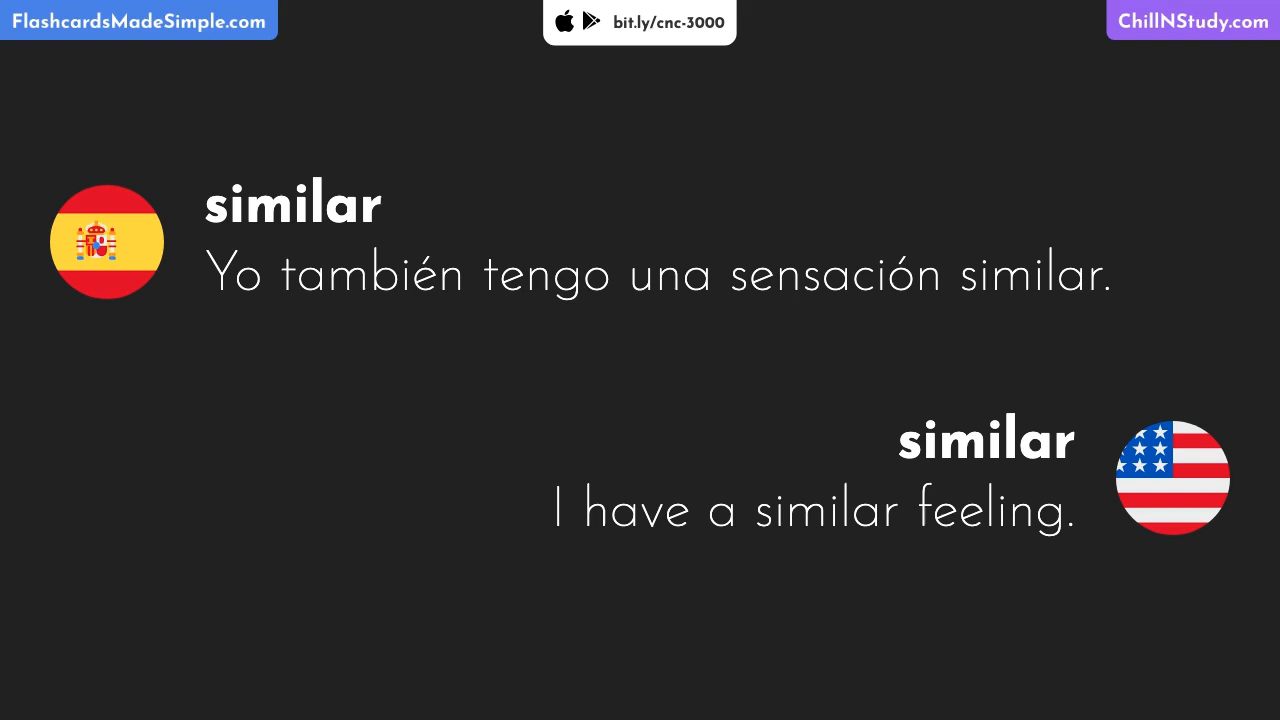 FlashcardsMadeSimple.com
bit.ly/cnc-3000
ChillNStudy.com
similar
Yo también tengo una sensación similar.
similar
I have a similar feeling.